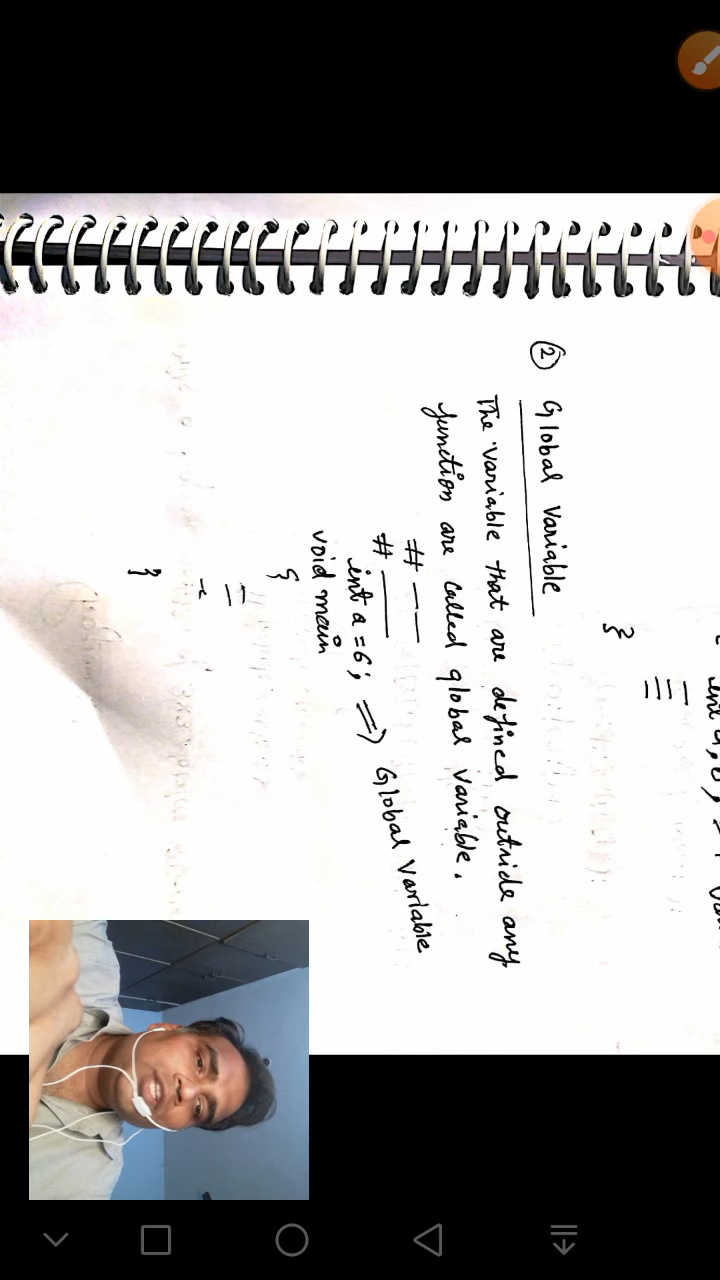 }
② Global Variable
The variable that are defined outside any
function are called global variable.
# --
# —
int a = 6; => Global Variable
void main
{
}